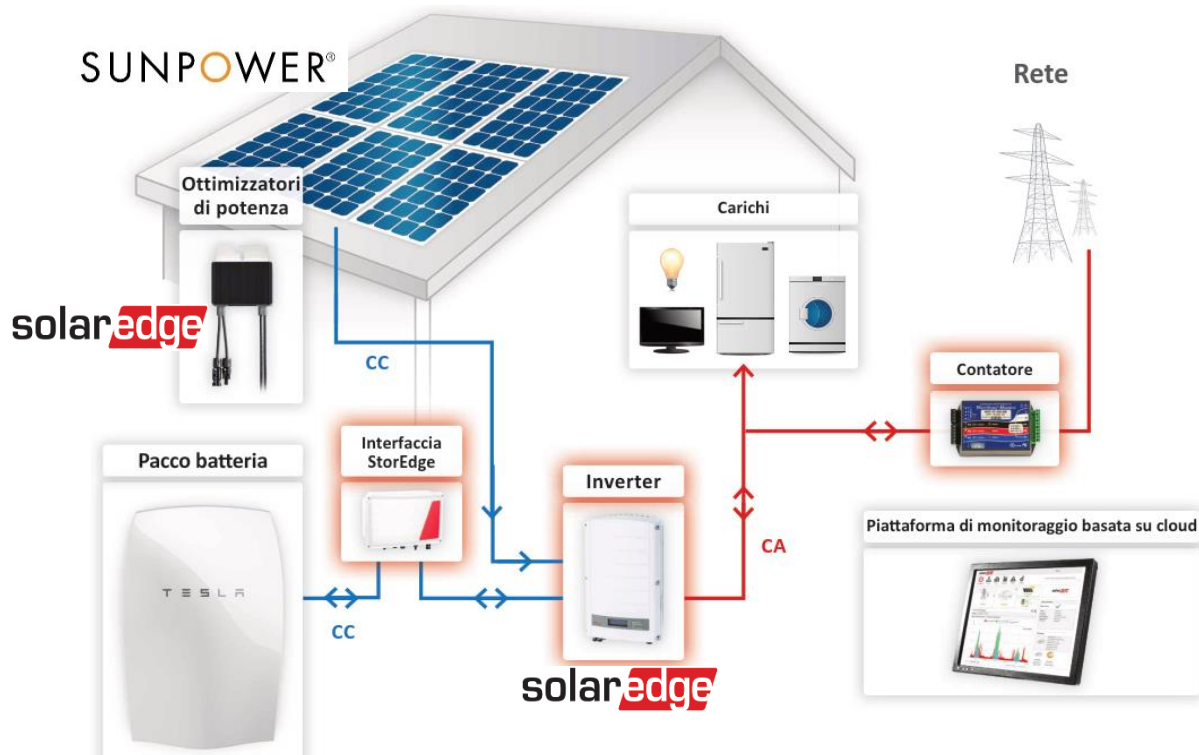 SUNPOWER®
Rete
Ottimizzatori
di potenza
Carichi
solaredge
CC
Contatore
Interfaccia
StorEdge
Pacco batteria
Inverter
Piattaforma di monitoraggio basata su cloud
CA
TESLA
CC
solaredge